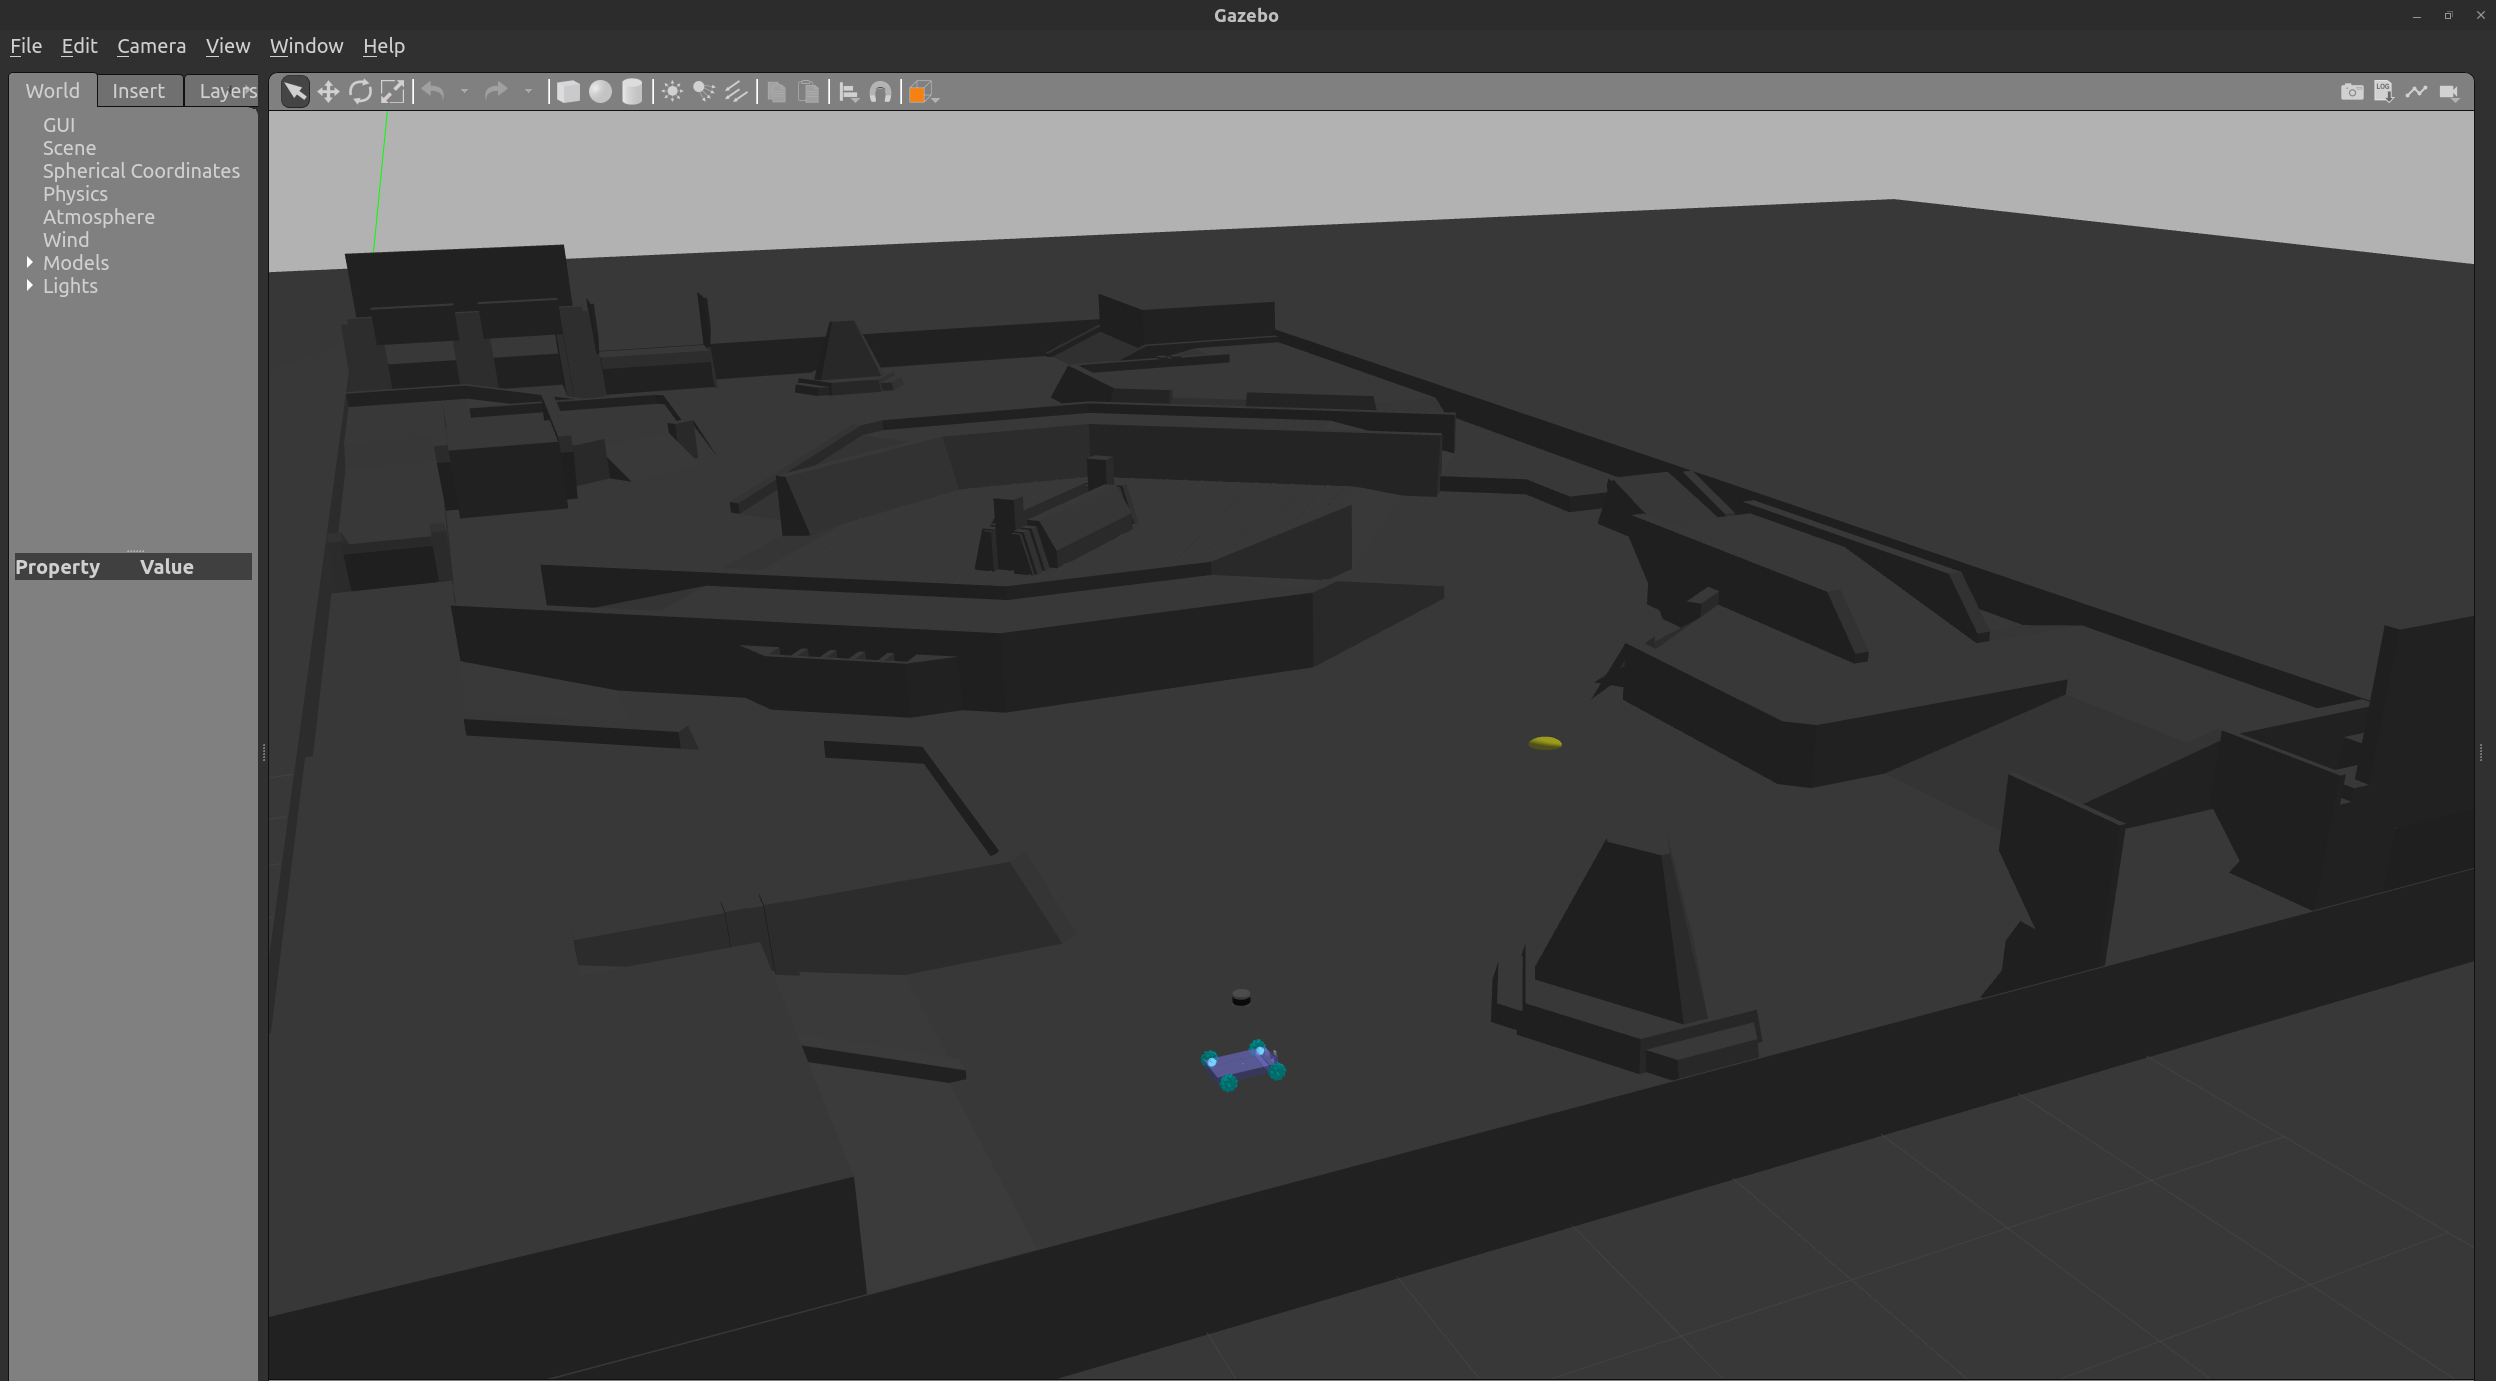 Gazebo
File Edit Camera View Window Help
World Insert Layers
GUI
Scene
Spherical Coordinates
Physics
Atmosphere
Wind
Models
Lights
Property Value
LOG